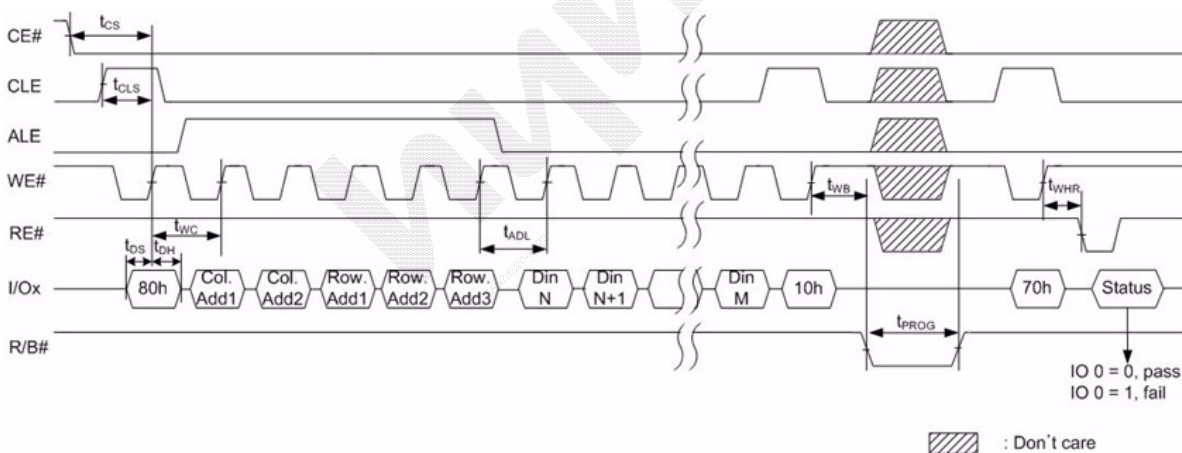 CE#
tCS
CLE
tCLS
ALE
WE#
tWC
tADL
tWB
tWHR
RE#
tDS
tDH
I/Ox
80h
Col. Add1
Col. Add2
Row. Add1
Row. Add2
Row. Add3
Din N
Din N+1
Din M
10h
70h
Status
R/B#
tPROG
IO 0 = 0, pass
IO 0 = 1, fail
: Don't care